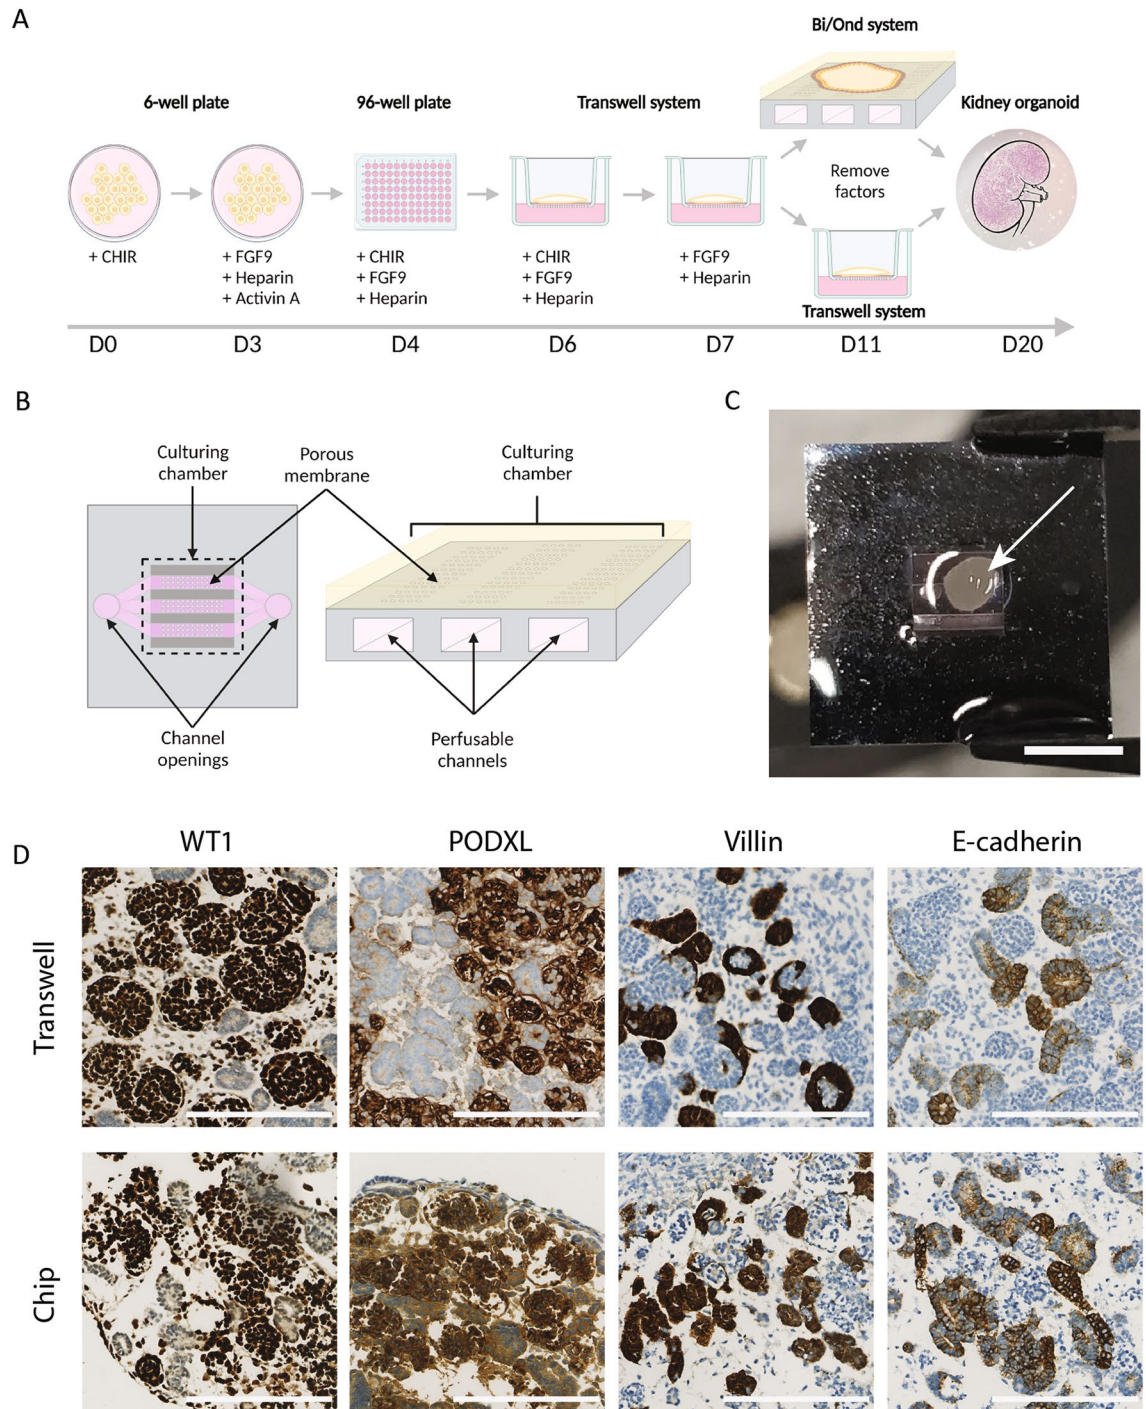 A
Bi/Ond system
6-well plate
96-well plate
Transwell system
Kidney organoid
Remove
factors
+ CHIR
+ FGF9
+ Heparin
+ Activin A
+ CHIR
+ FGF9
+ Heparin
+ CHIR
+ FGF9
+ Heparin
+ FGF9
+ Heparin
Transwell system
D0
D3
D4
D6
D7
D11
D20
B
Culturing
chamber
Porous
membrane
Culturing
chamber
Channel
openings
Perfusable
channels
C
D
WT1
PODXL
Villin
E-cadherin
Transwell
Chip